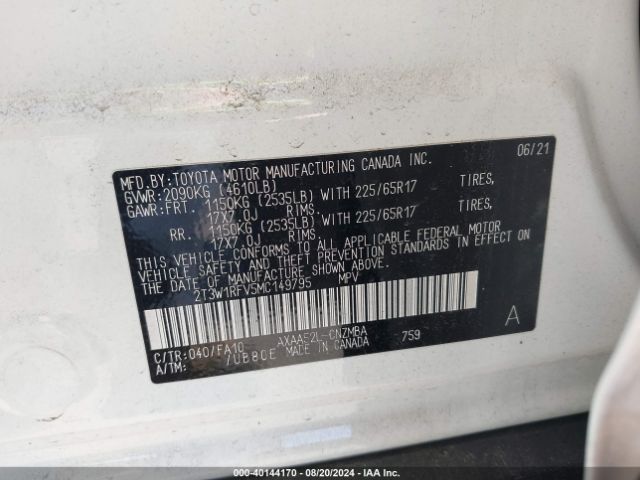 MFD.BY:TOYOTA MOTOR MANUFACTURING CANADA INC. 06/21
GVWR:2090KG (4610LB)
GAWR:FRT. 1150KG (2535LB) WITH 225/65R17 TIRES,
17X7.0J RIMS.
RR. 1150KG (2535LB) WITH 225/65R17 TIRES,
17X7.0J RIMS.
THIS VEHICLE CONFORMS TO ALL APPLICABLE FEDERAL MOTOR
VEHICLE SAFETY AND THEFT PREVENTION STANDARDS IN EFFECT ON
THE DATE OF MANUFACTURE SHOWN ABOVE.
2T3W1RFV5MC149795 MPV
C/TR:040/FA10 759 A
A/TM: MADE IN CANADA
000-40144170 • 08/20/2024 • IAA Inc.